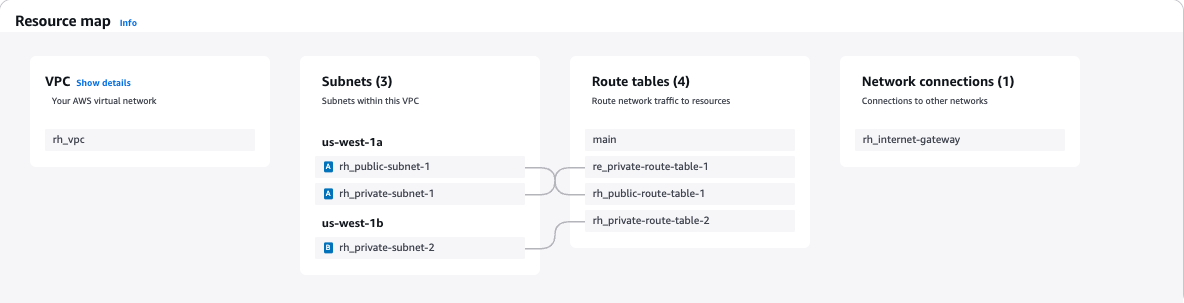 Resource map Info
VPC Show details
Your AWS virtual network
rh_vpc
Subnets (3)
Subnets within this VPC
us-west-1a
A rh_public-subnet-1
A rh_private-subnet-1
us-west-1b
B rh_private-subnet-2
Route tables (4)
Route network traffic to resources
main
re_private-route-table-1
rh_public-route-table-1
rh_private-route-table-2
Network connections (1)
Connections to other networks
rh_internet-gateway